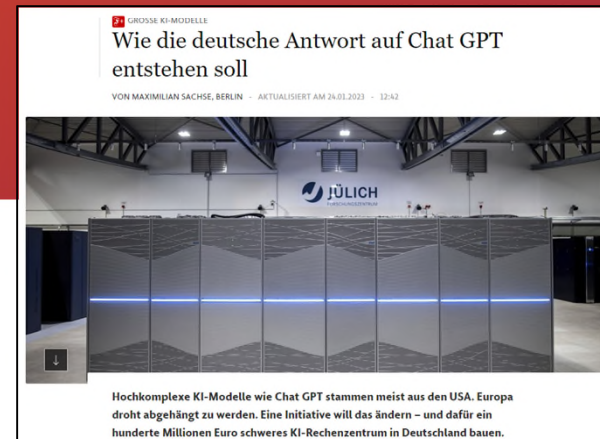 F+ GROSSE KI-MODELLE
Wie die deutsche Antwort auf Chat GPT
entstehen soll
VON MAXIMILIAN SACHSE, BERLIN - AKTUALISIERT AM 24.01.2023 - 12:42
JÜLICH
FORSCHUNGSZENTRUM
Hochkomplexe KI-Modelle wie Chat GPT stammen meist aus den USA. Europa
droht abgehängt zu werden. Eine Initiative will das ändern – und dafür ein
hunderte Millionen Euro schweres KI-Rechenzentrum in Deutschland bauen.